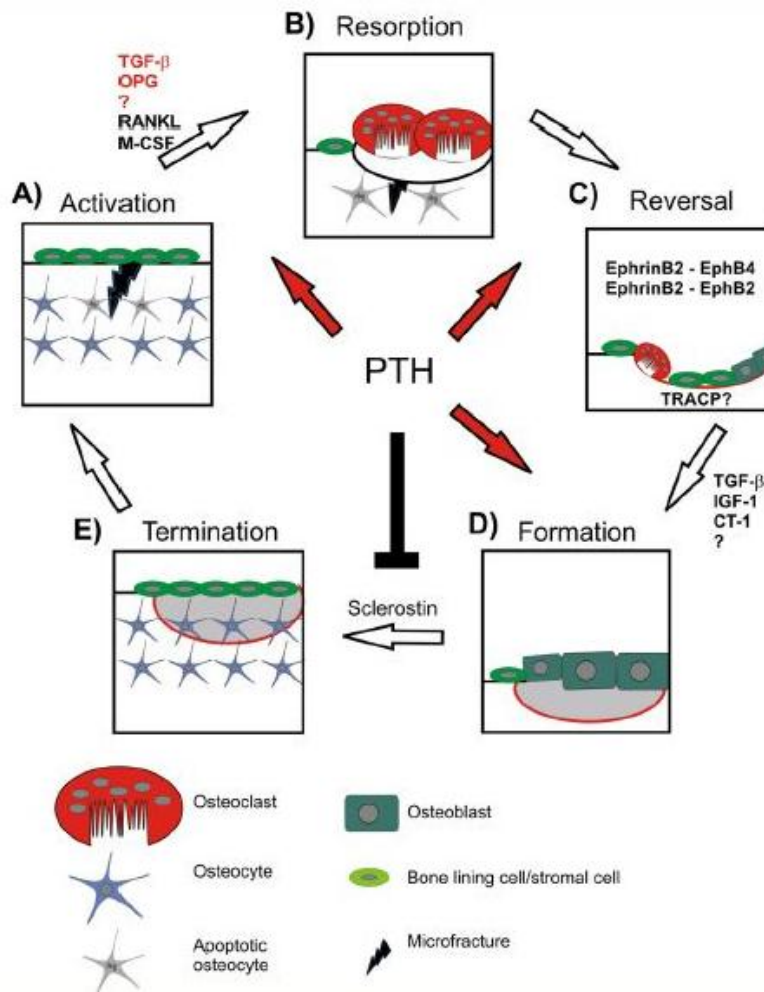 B) Resorption
TGF-β
OPG
?
RANKL
M-CSF
A) Activation
C) Reversal
EphrinB2 - EphB4
EphrinB2 - EphB2
TRACP?
PTH
TGF-β
IGF-1
CT-1
?
E) Termination
D) Formation
Sclerostin
Osteoclast
Osteoblast
Osteocyte
Bone lining cell/stromal cell
Apoptotic
osteocyte
Microfracture